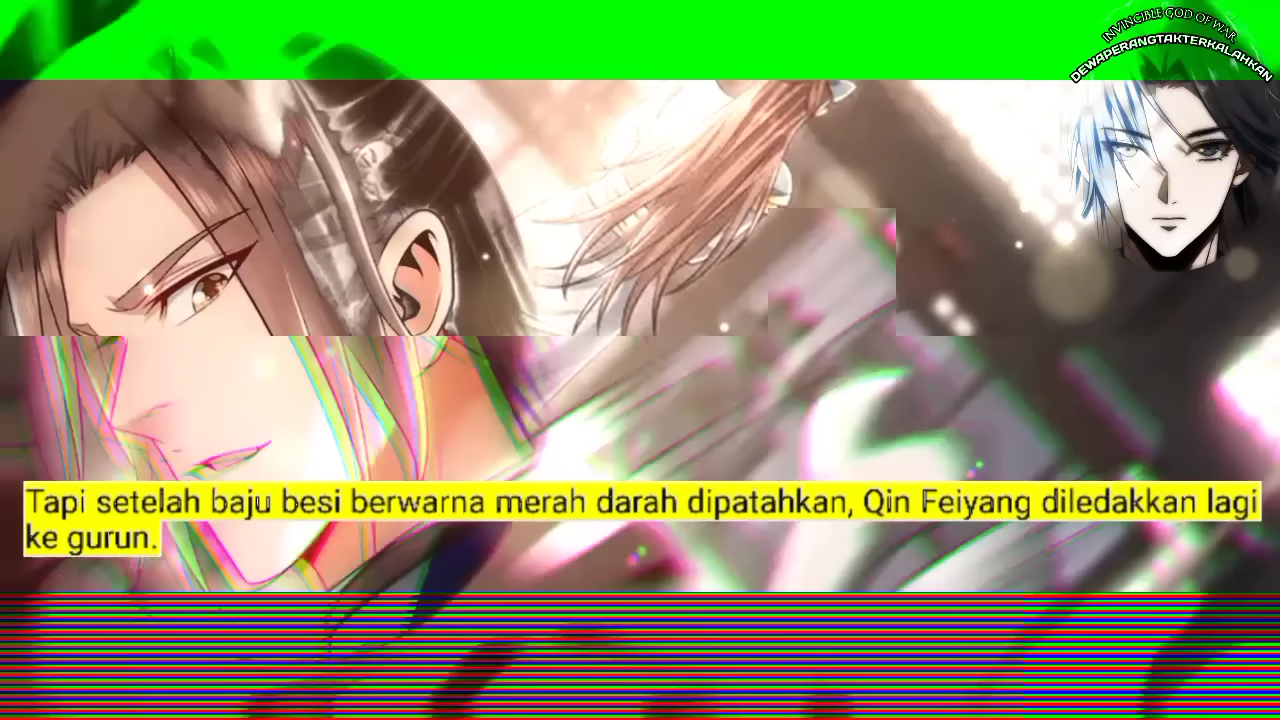 INVINCIBLE GOD OF WAR
DEWAPERANGTAKTERKALAHKAN
Tapi setelah baju besi berwarna merah darah dipatahkan, Qin Feiyang diledakkan lagi
ke gurun.